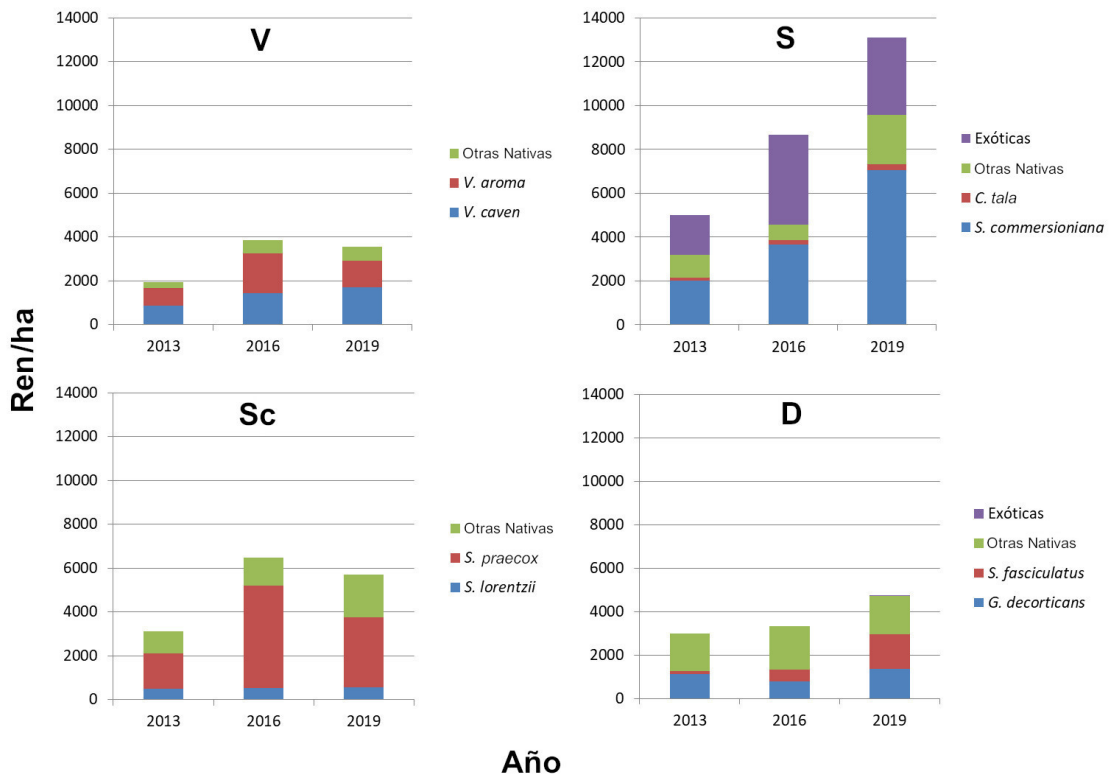 V
14000
12000
10000
8000
6000
4000
2000
0
2013 2016 2019
Otras Nativas
V. aroma
V. caven
S
14000
12000
10000
8000
6000
4000
2000
0
2013 2016 2019
Exóticas
Otras Nativas
C. tala
S. commersioniana
Ren/ha
Sc
14000
12000
10000
8000
6000
4000
2000
0
2013 2016 2019
Otras Nativas
S. praecox
S. lorentzii
D
14000
12000
10000
8000
6000
4000
2000
0
2013 2016 2019
Exóticas
Otras Nativas
S. fasciculatus
G. decorticans
Año